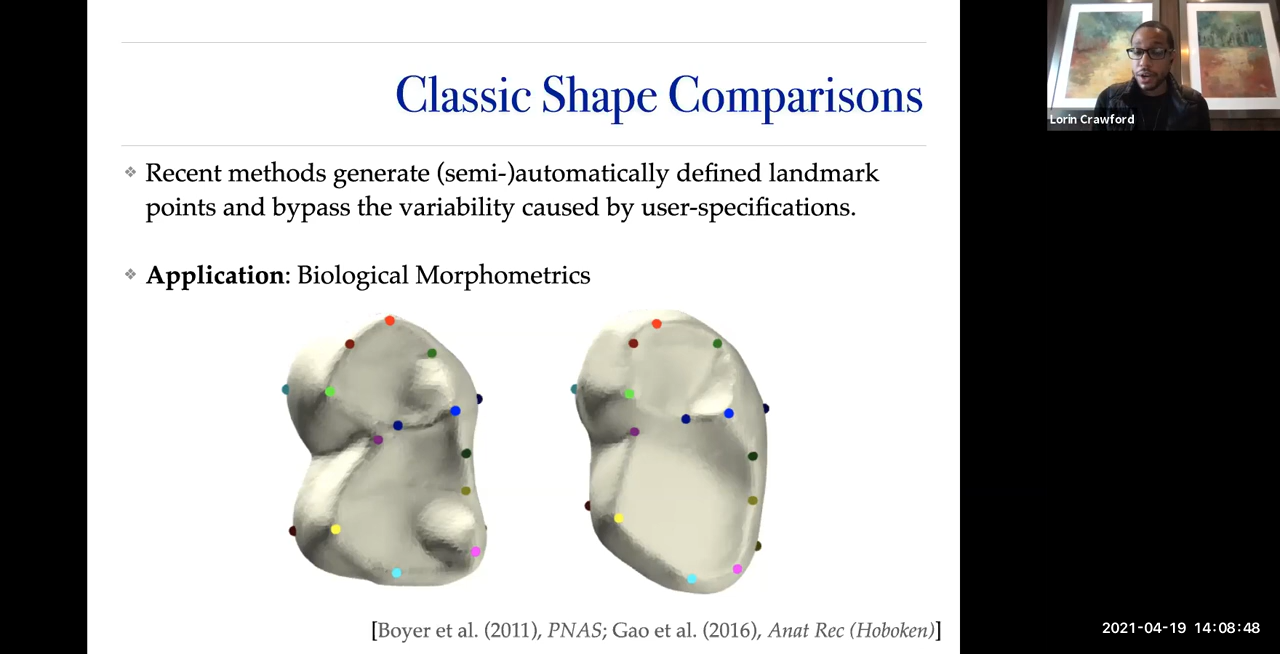 Classic Shape Comparisons
Lorin Crawford
Recent methods generate (semi-)automatically defined landmark
points and bypass the variability caused by user-specifications.
Application: Biological Morphometrics
[Boyer et al. (2011), PNAS; Gao et al. (2016), Anat Rec (Hoboken)]
2021-04-19 14:08:48